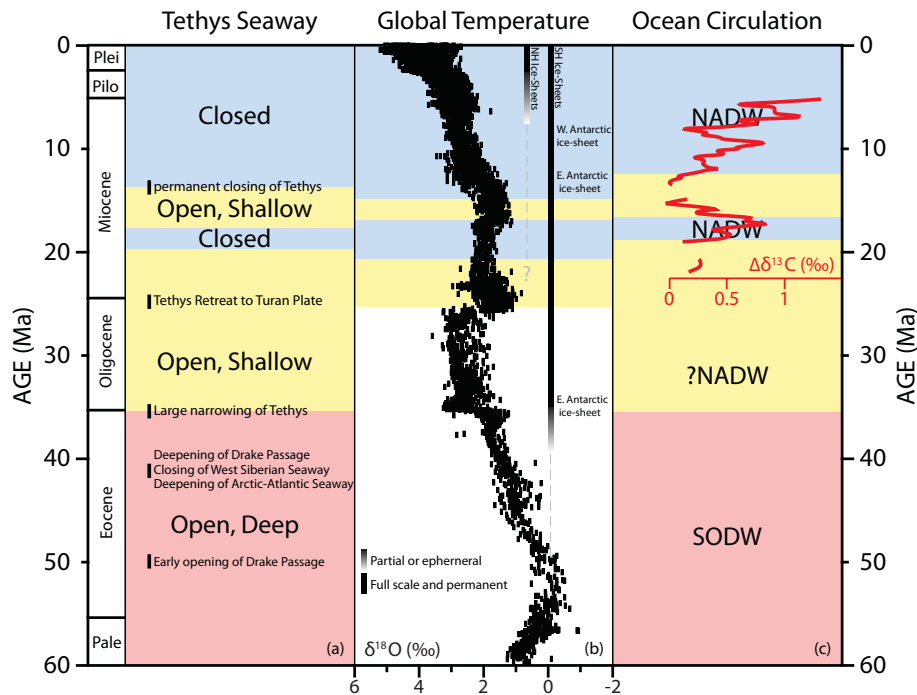 Tethys Seaway
Global Temperature
Ocean Circulation
AGE (Ma)
0
10
20
30
40
50
60
Plei
Pilo
Miocene
Oligocene
Eocene
Pale
Closed
permanent closing of Tethys
Open, Shallow
Closed
Tethys Retreat to Turan Plate
Open, Shallow
Large narrowing of Tethys
Deepening of Drake Passage
Closing of West Siberian Seaway
Deepening of Arctic-Atlantic Seaway
Open, Deep
Early opening of Drake Passage
(a)
NH Ice-Sheets
SH Ice-Sheets
W. Antarctic
ice-sheet
E. Antarctic
ice-sheet
?
E. Antarctic
ice-sheet
Partial or epherneral
Full scale and permanent
δ18O (‰)
(b)
6
4
2
0
-2
NADW
NADW
Δδ13C (‰)
0
0.5
1
?NADW
SODW
(c)
0
10
20
30
40
50
60
AGE (Ma)